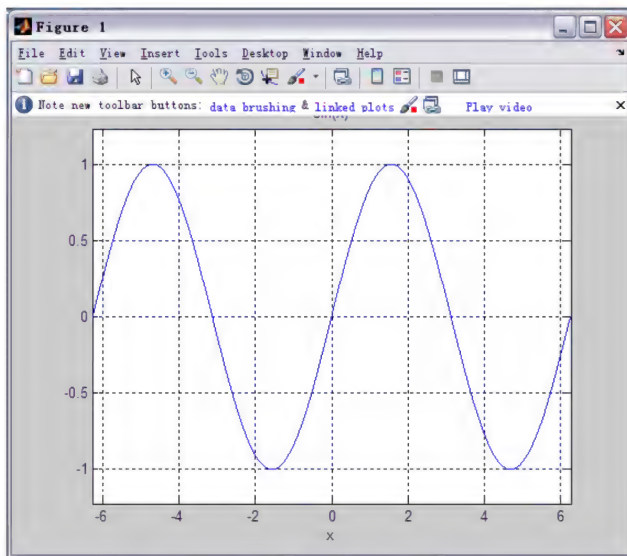 Figure 1
File Edit View Insert Tools Desktop Window Help
Note new toolbar buttons: data brushing & linked plots Play video
1
0.5
0
-0.5
-1
-6 -4 -2 0 2 4 6
x